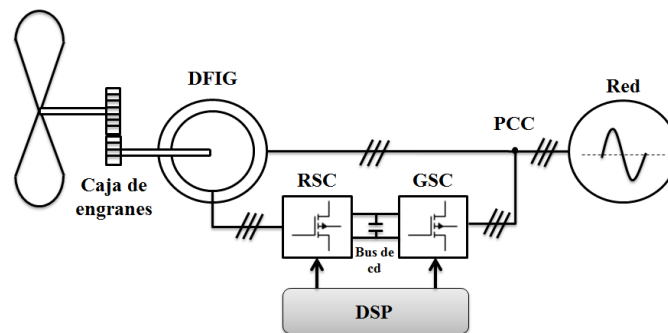 DFIG
Red
PCC
Caja de
engranes
RSC
GSC
Bus de
cd
DSP